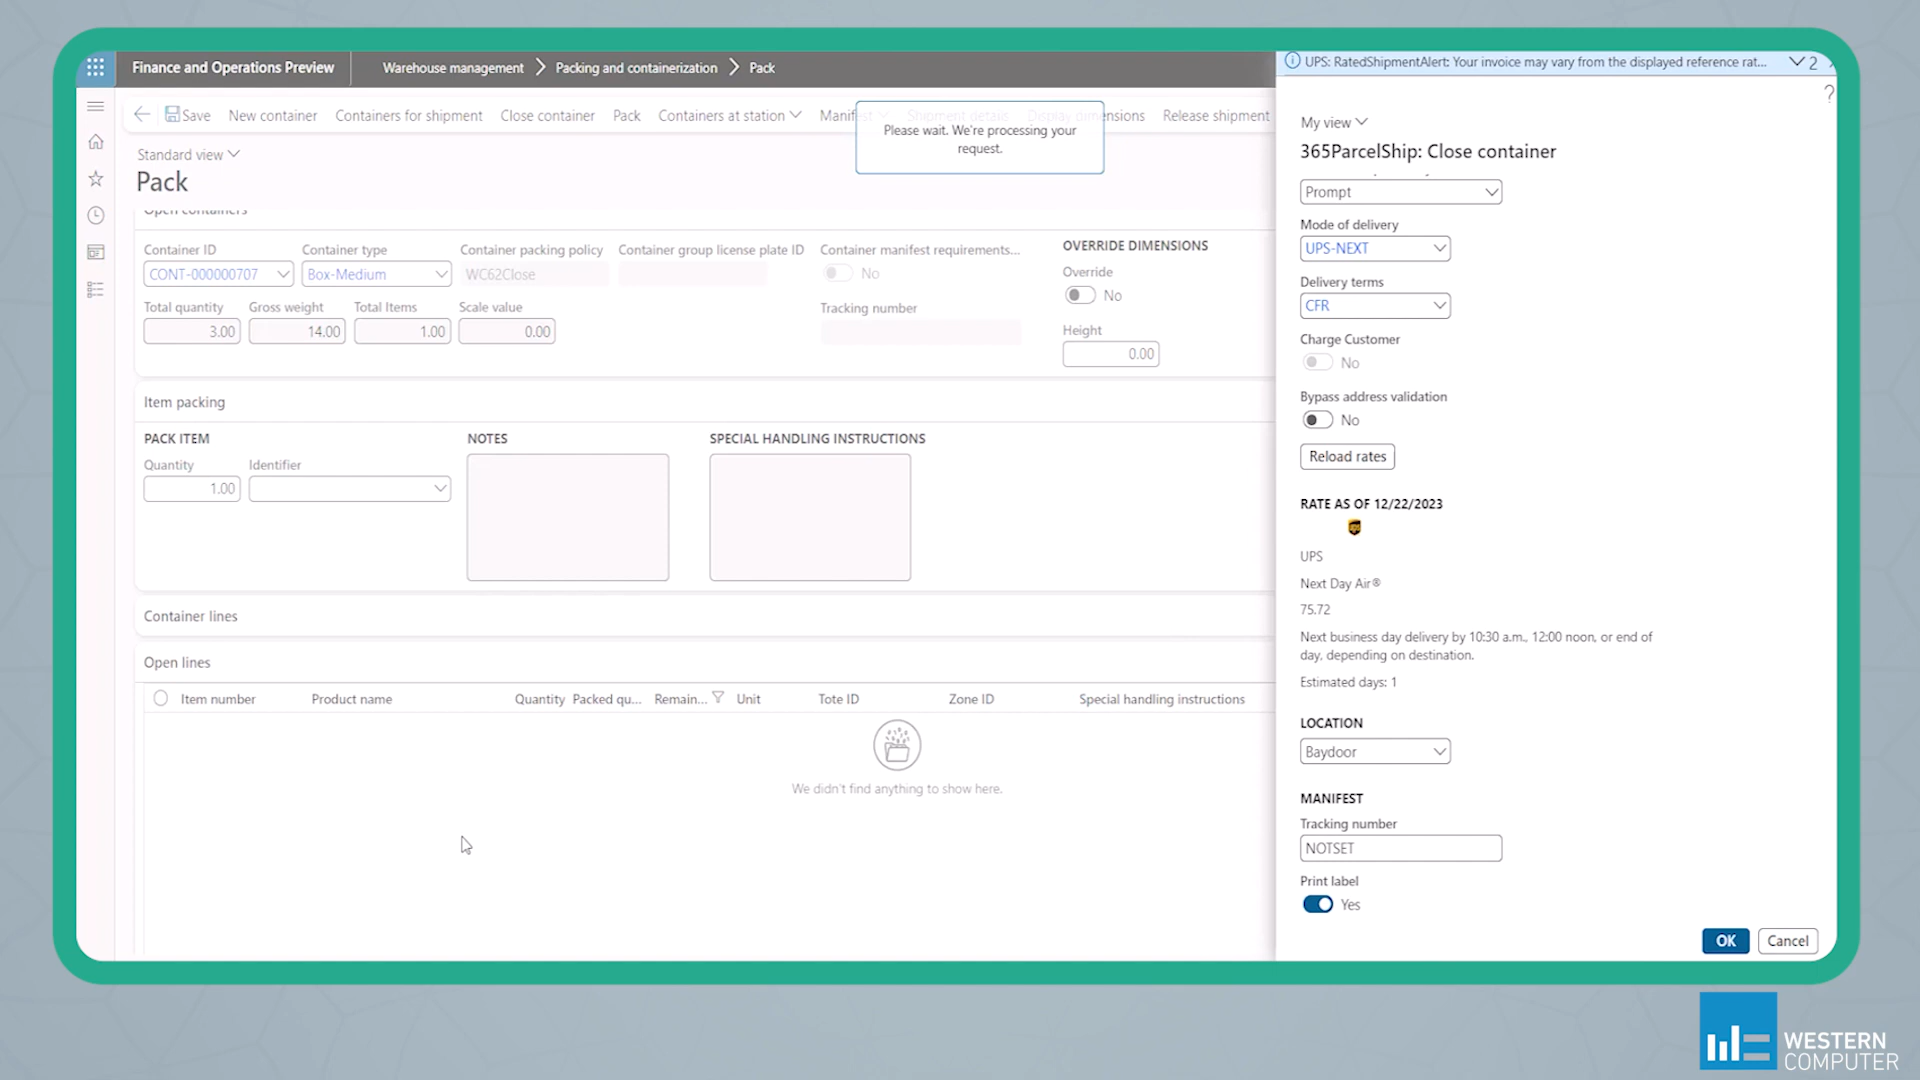 Finance and Operations Preview
Warehouse management
Packing and containerization
Pack
UPS: RatedShipmentAlert: Your invoice may vary from the displayed reference rat...
2
?
Save
New container
Containers for shipment
Close container
Pack
Containers at station
Manifest
Shipment details
Display dimensions
Release shipment
Please wait. We're processing your
request.
Standard view
Pack
Open containers
Container ID
Container type
Container packing policy
Container group license plate ID
Container manifest requirements...
OVERRIDE DIMENSIONS
CONT-000000707
Box-Medium
WC62Close
No
Override
No
Total quantity
Gross weight
Total Items
Scale value
Tracking number
3.00
14.00
1.00
0.00
Height
0.00
Item packing
PACK ITEM
NOTES
SPECIAL HANDLING INSTRUCTIONS
Quantity
Identifier
1.00
Container lines
Open lines
Item number
Product name
Quantity
Packed qu...
Remain...
Unit
Tote ID
Zone ID
Special handling instructions
We didn't find anything to show here.
My view
365ParcelShip: Close container
Prompt
Mode of delivery
UPS-NEXT
Delivery terms
CFR
Charge Customer
No
Bypass address validation
No
Reload rates
RATE AS OF 12/22/2023
UPS
Next Day Air®
75.72
Next business day delivery by 10:30 a.m., 12:00 noon, or end of
day, depending on destination.
Estimated days: 1
LOCATION
Baydoor
MANIFEST
Tracking number
NOTSET
Print label
Yes
OK
Cancel
WESTERN
COMPUTER